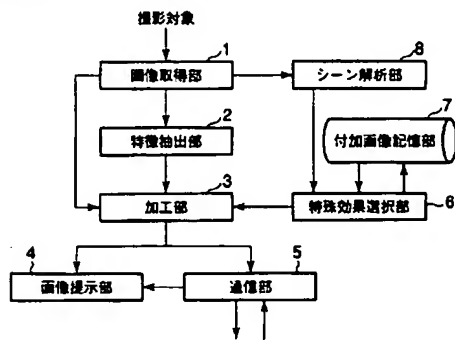 撮影対象
1
画像取得部
8
シーン解析部
2
特徴抽出部
7
付加画像記憶部
3
加工部
特殊効果選択部
6
4
画像提示部
5
通信部